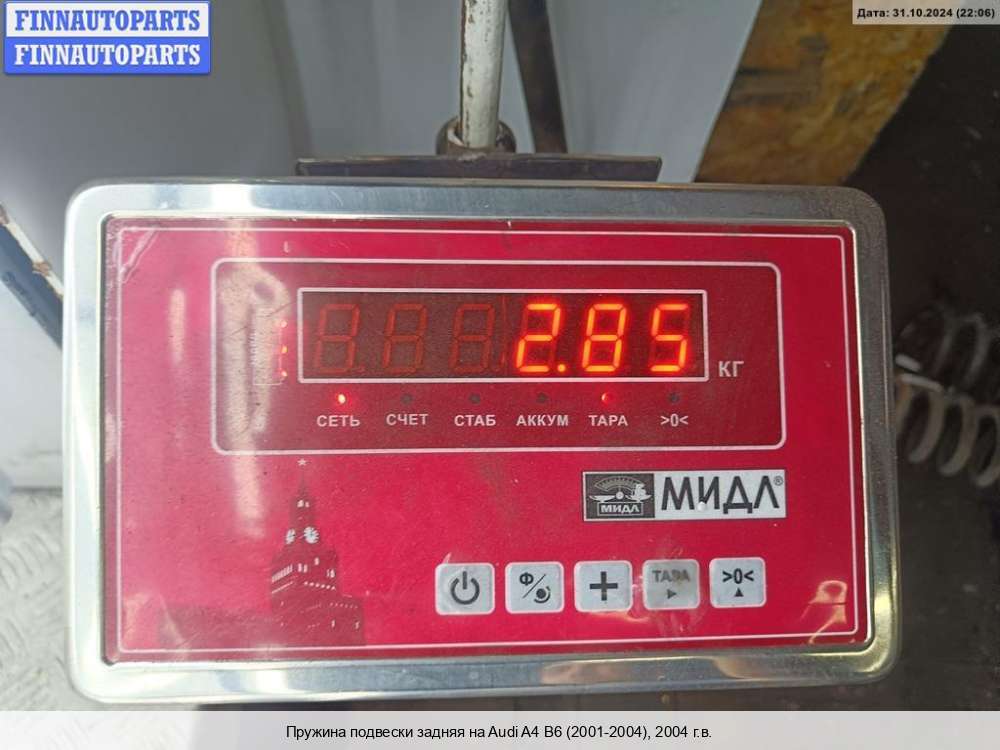 FINNAUTOPARTS
FINNAUTOPARTS
Дата: 31.10.2024 (22:06)
2.85
КГ
СЕТЬ СЧЕТ СТАБ АККУМ ТАРА >0<
МИДЛ МИДЛ®
Ф
+ ТАРА >0<
Пружина подвески задняя на Audi A4 B6 (2001-2004), 2004 г.в.